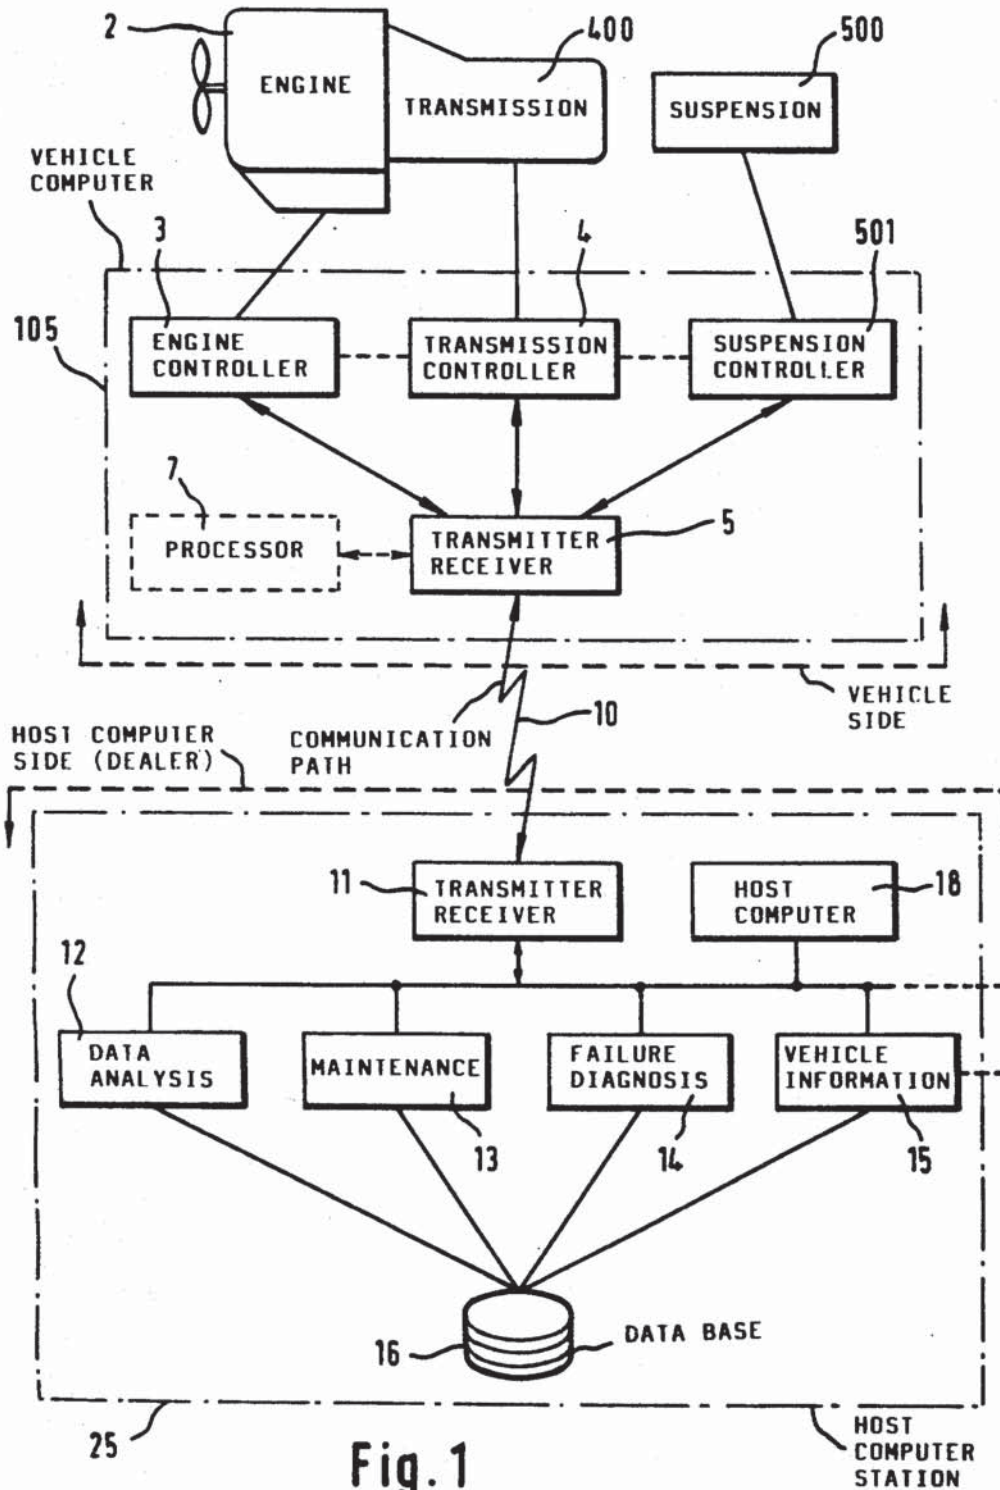 2
400
500
ENGINE
TRANSMISSION
SUSPENSION
VEHICLE
COMPUTER
3
4
501
105
ENGINE
CONTROLLER
TRANSMISSION
CONTROLLER
SUSPENSION
CONTROLLER
7
PROCESSOR
TRANSMITTER
RECEIVER
5
VEHICLE
SIDE
HOST COMPUTER
SIDE (DEALER)
COMMUNICATION
PATH
10
11
TRANSMITTER
RECEIVER
HOST
COMPUTER
18
12
DATA
ANALYSIS
MAINTENANCE
13
FAILURE
DIAGNOSIS
14
VEHICLE
INFORMATION
15
16
DATA BASE
25
HOST
COMPUTER
STATION
Fig. 1